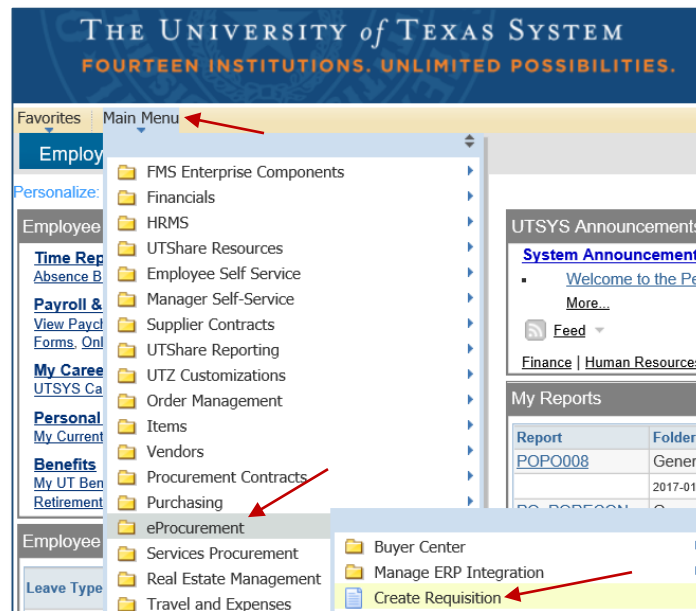 THE UNIVERSITY of TEXAS SYSTEM
FOURTEEN INSTITUTIONS. UNLIMITED POSSIBILITIES.
Favorites
Main Menu
Employ
Personalize:
Employee
Time Rep
Absence B
Payroll &
View Paych
Forms, Onl
My Caree
UTSYS Ca
Personal
My Current
Benefits
My UT Ben
Retirement
Employee
Leave Type
FMS Enterprise Components
Financials
HRMS
UTShare Resources
Employee Self Service
Manager Self-Service
Supplier Contracts
UTShare Reporting
UTZ Customizations
Order Management
Items
Vendors
Procurement Contracts
Purchasing
eProcurement
Services Procurement
Real Estate Management
Travel and Expenses
Buyer Center
Manage ERP Integration
Create Requisition
UTSYS Announcements
System Announcement
Welcome to the Pe
More...
Feed
Finance | Human Resources
My Reports
Report Folder
POPO008 Gener
2017-01